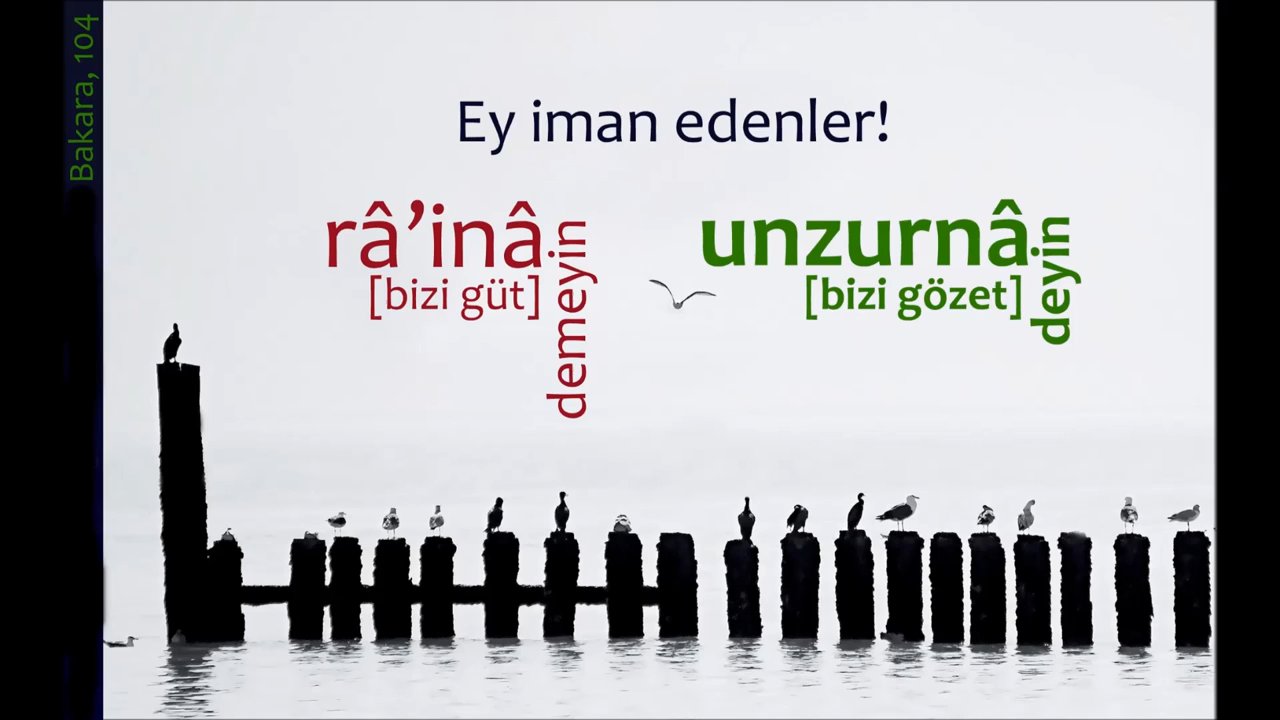 Bakara, 104
Ey iman edenler!
râ’inâ
[bizi güt]
demeyin
unzurnâ
[bizi gözet]
deyin